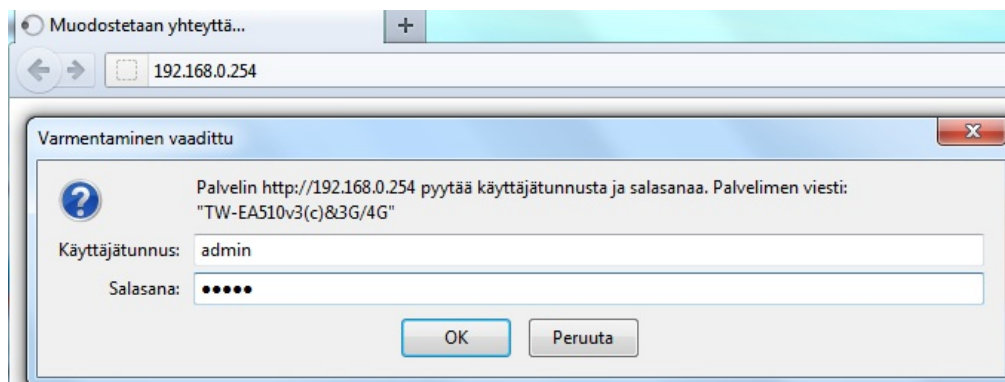 Muodostetaan yhteyttä...
192.168.0.254
Varmentaminen vaadittu
Palvelin http://192.168.0.254 pyytää käyttäjätunnusta ja salasanaa. Palvelimen viesti:
"TW-EA510v3(c)&3G/4G"
Käyttäjätunnus: admin
Salasana: •••••
OK Peruuta